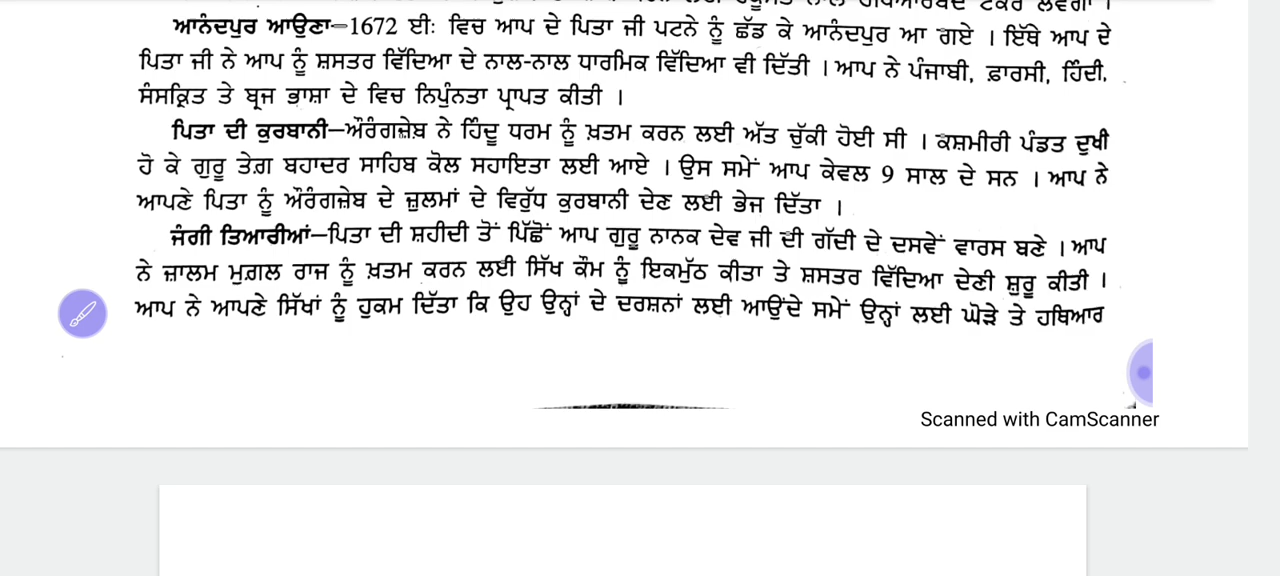 ਆਨੰਦਪੁਰ ਆਉਣਾ—1672 ਈਃ ਵਿਚ ਆਪ ਦੇ ਪਿਤਾ ਜੀ ਪਟਨੇ ਨੂੰ ਛੱਡ ਕੇ ਆਨੰਦਪੁਰ ਆ ਗਏ । ਇੱਥੇ ਆਪ ਦੇ
ਪਿਤਾ ਜੀ ਨੇ ਆਪ ਨੂੰ ਸ਼ਸਤਰ ਵਿੱਦਿਆ ਦੇ ਨਾਲ-ਨਾਲ ਧਾਰਮਿਕ ਵਿੱਦਿਆ ਵੀ ਦਿੱਤੀ । ਆਪ ਨੇ ਪੰਜਾਬੀ, ਫ਼ਾਰਸੀ, ਹਿੰਦੀ,
ਸੰਸਕ੍ਰਿਤ ਤੇ ਬ੍ਰਜ ਭਾਸ਼ਾ ਦੇ ਵਿਚ ਨਿਪੁੰਨਤਾ ਪ੍ਰਾਪਤ ਕੀਤੀ ।
ਪਿਤਾ ਦੀ ਕੁਰਬਾਨੀ—ਔਰੰਗਜ਼ੇਬ ਨੇ ਹਿੰਦੂ ਧਰਮ ਨੂੰ ਖ਼ਤਮ ਕਰਨ ਲਈ ਅੱਤ ਚੁੱਕੀ ਹੋਈ ਸੀ । ਕਸ਼ਮੀਰੀ ਪੰਡਤ ਦੁਖੀ
ਹੋ ਕੇ ਗੁਰੂ ਤੇਗ਼ ਬਹਾਦਰ ਸਾਹਿਬ ਕੋਲ ਸਹਾਇਤਾ ਲਈ ਆਏ । ਉਸ ਸਮੇਂ ਆਪ ਕੇਵਲ 9 ਸਾਲ ਦੇ ਸਨ । ਆਪ ਨੇ
ਆਪਣੇ ਪਿਤਾ ਨੂੰ ਔਰੰਗਜ਼ੇਬ ਦੇ ਜ਼ੁਲਮਾਂ ਦੇ ਵਿਰੁੱਧ ਕੁਰਬਾਨੀ ਦੇਣ ਲਈ ਭੇਜ ਦਿੱਤਾ ।
ਜੰਗੀ ਤਿਆਰੀਆਂ—ਪਿਤਾ ਦੀ ਸ਼ਹੀਦੀ ਤੋਂ ਪਿੱਛੋਂ ਆਪ ਗੁਰੂ ਨਾਨਕ ਦੇਵ ਜੀ ਦੀ ਗੱਦੀ ਦੇ ਦਸਵੇਂ ਵਾਰਸ ਬਣੇ । ਆਪ
ਨੇ ਜ਼ਾਲਮ ਮੁਗ਼ਲ ਰਾਜ ਨੂੰ ਖ਼ਤਮ ਕਰਨ ਲਈ ਸਿੱਖ ਕੌਮ ਨੂੰ ਇਕਮੁੱਠ ਕੀਤਾ ਤੇ ਸ਼ਸਤਰ ਵਿੱਦਿਆ ਦੇਣੀ ਸ਼ੁਰੂ ਕੀਤੀ ।
ਆਪ ਨੇ ਆਪਣੇ ਸਿੱਖਾਂ ਨੂੰ ਹੁਕਮ ਦਿੱਤਾ ਕਿ ਉਹ ਉਨ੍ਹਾਂ ਦੇ ਦਰਸ਼ਨਾਂ ਲਈ ਆਉਂਦੇ ਸਮੇਂ ਉਨ੍ਹਾਂ ਲਈ ਘੋੜੇ ਤੇ ਹਥਿਆਰ
Scanned with CamScanner